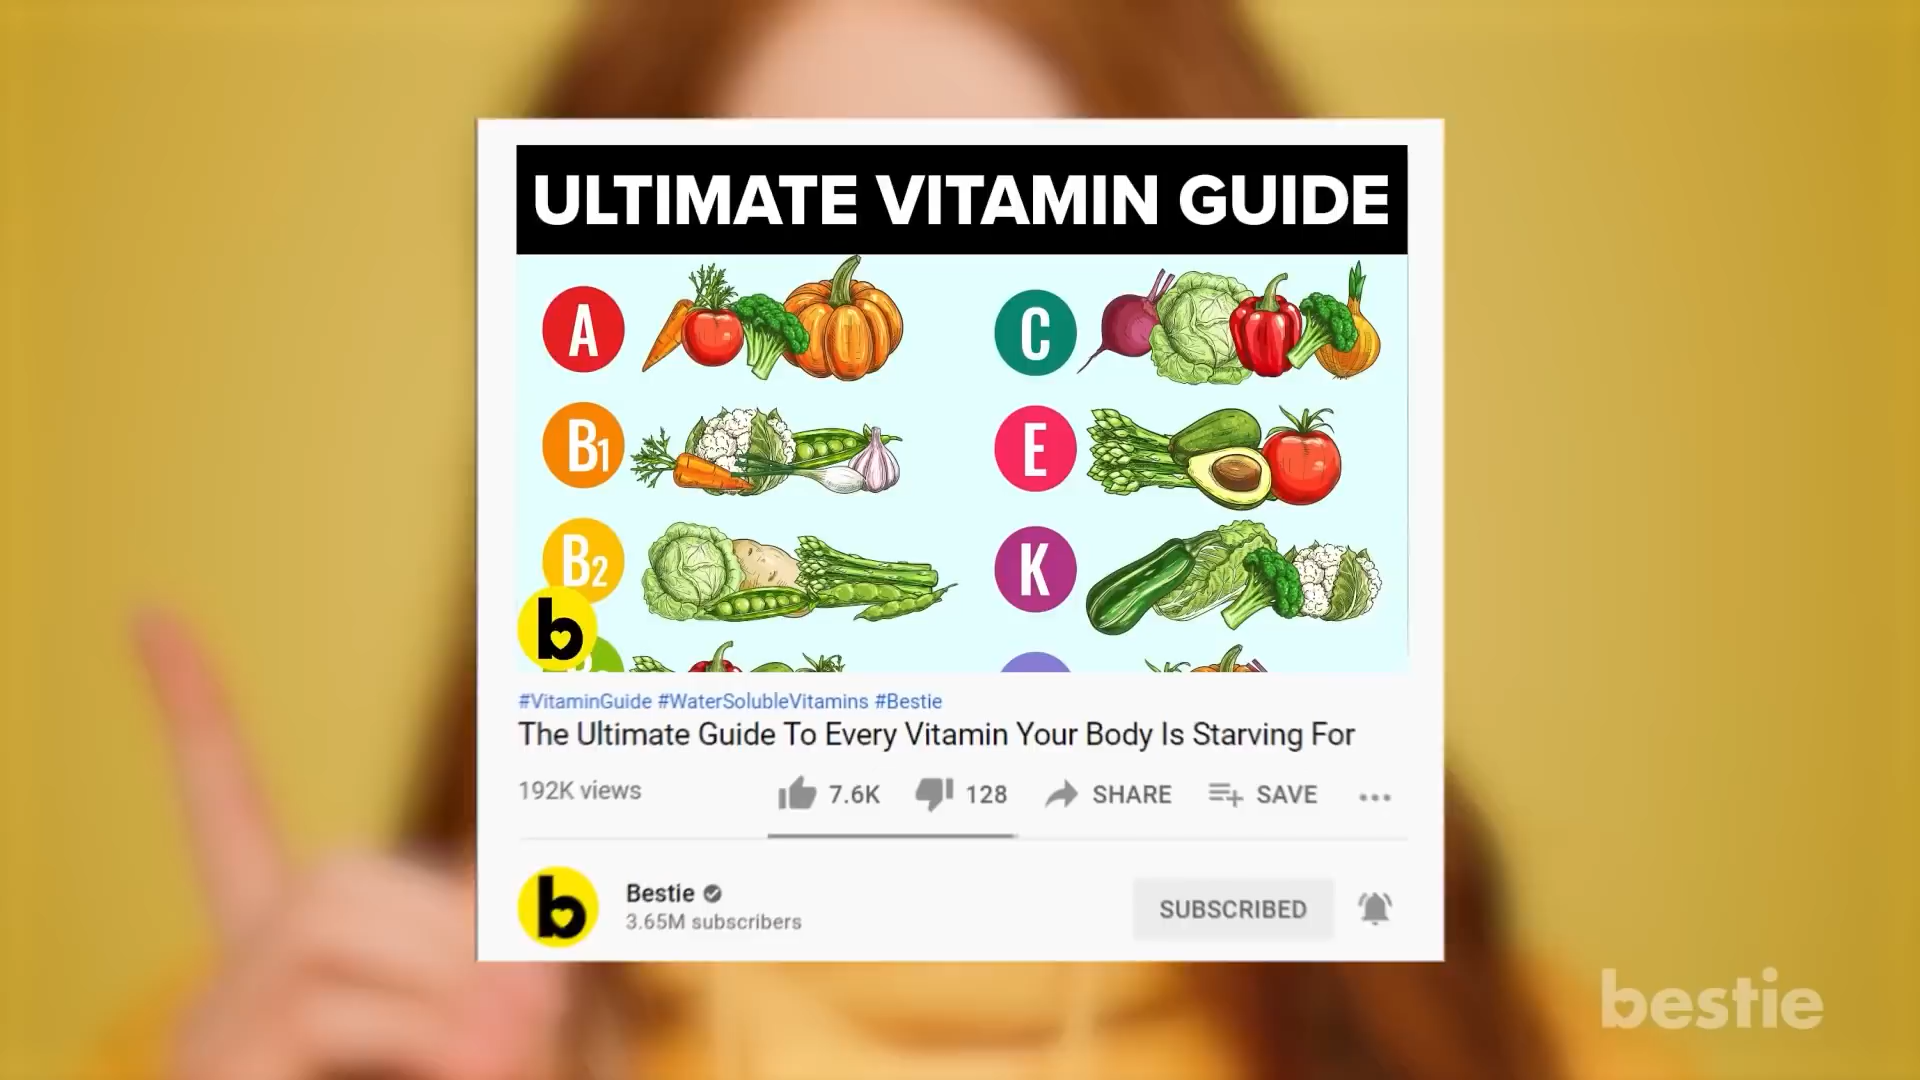 ULTIMATE VITAMIN GUIDE
A
C
B1
E
B2
K
b
#VitaminGuide #WaterSolubleVitamins #Bestie
The Ultimate Guide To Every Vitamin Your Body Is Starving For
192K views
7.6K
128
SHARE
SAVE
b
Bestie
3.65M subscribers
SUBSCRIBED
bestie